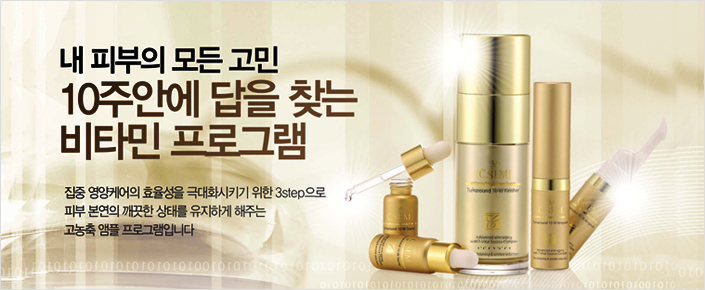 내 피부의 모든 고민
10주안에 답을 찾는
비타민 프로그램
집중 영양케어의 효율성을 극대화시키기 위한 3step으로
피부 본연의 깨끗한 상태를 유지하게 해주는
고농축 앰플 프로그램입니다